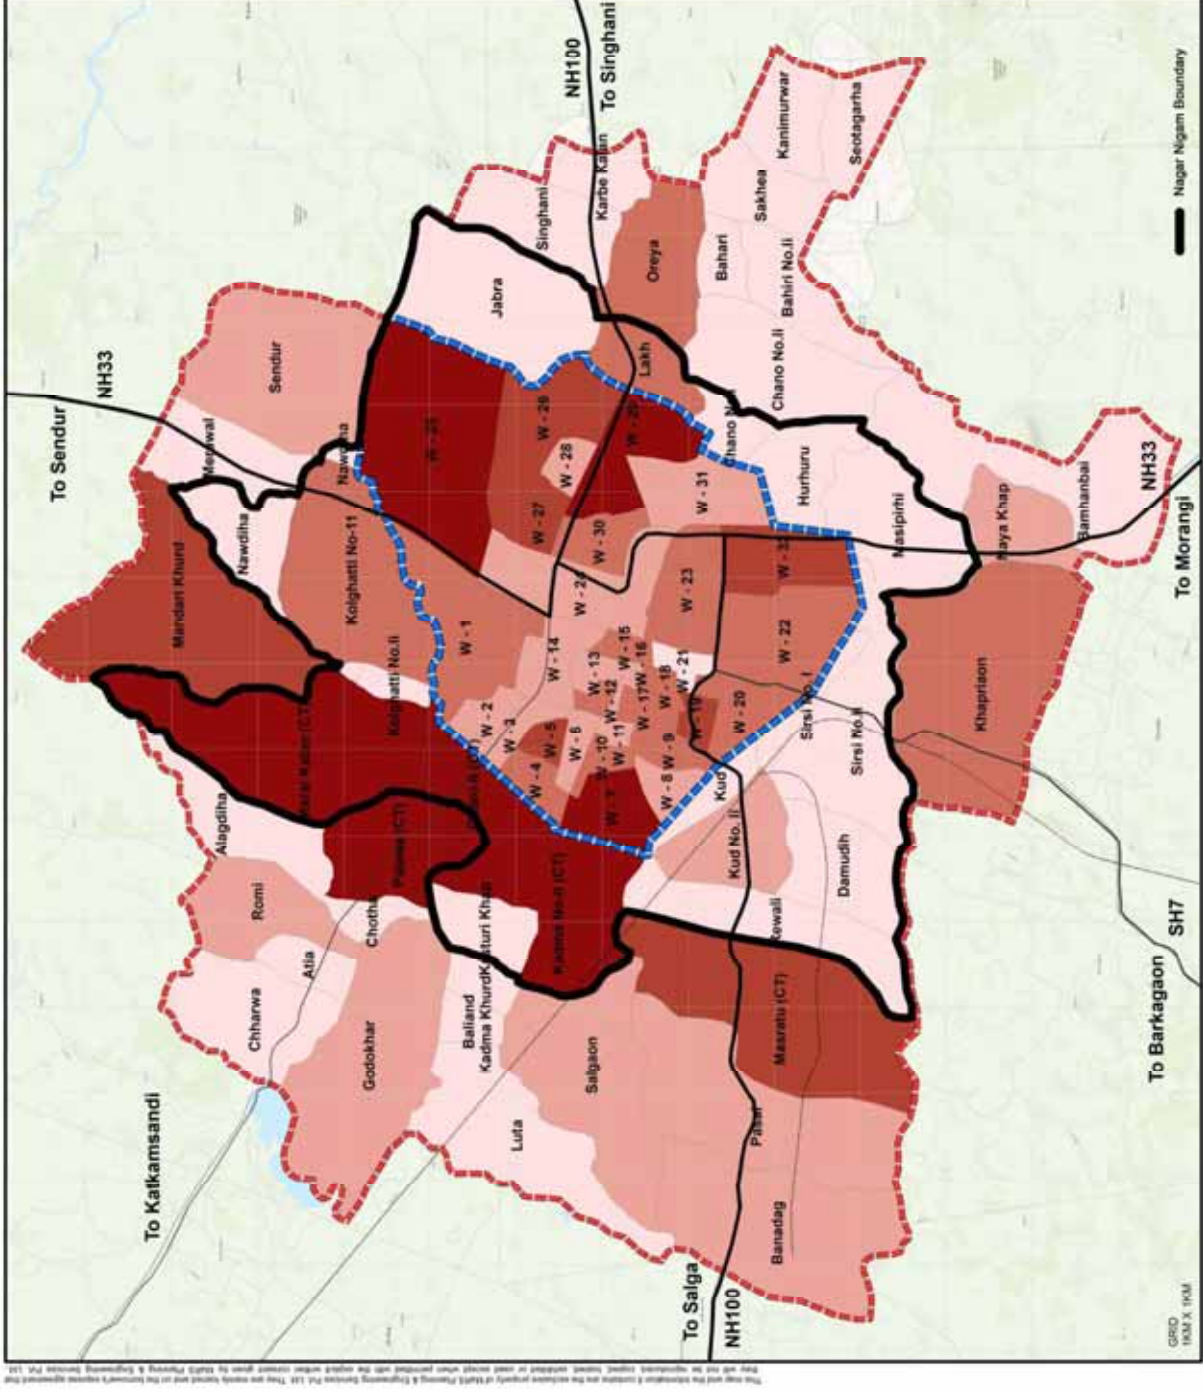 To Singhani
NH100
Kanimurwar
Seotagarha
Sakhea
Bahari
Bahiri No.Ii
Chano No.Ii
Singhani
Karbe Kalan
Oreya
Lakh
Jabra
Nagar Nigam Boundary
To Sendur
NH33
Sendur
Merwal
Nawdiha
Mandari Khurd
Kolghatti No-11
Kolghatti No.Ii
Hurhuru
Masipirhi
Naya Khap
Bamhanbai
NH33
To Morangi
Khapriaon
W - 29
W - 28
W - 27
W - 30
W - 31
W - 1
W - 2
W - 3
W - 4
W - 5
W - 6
W - 7
W - 8
W - 9
W - 10
W - 11
W - 12
W - 13
W - 14
W - 15
W - 16
W - 17
W - 18
W - 19
W - 20
W - 21
W - 22
W - 23
Sirsi No. I
Sirsi No.Ii
Kud
Kud No. Ii
Damudih
Rewali
Masratu (CT)
Alagdiha
Romi
Chotha
Atia
Chharwa
Godokhar
Kasturi Khap
Kadma No-Ii (CT)
Baliand
Kadma Khurd
Salgaon
Luta
Pasai
Banadag
To Katkamsandi
To Salga
NH100
To Barkagaon
SH7
GRID
1KM X 1KM